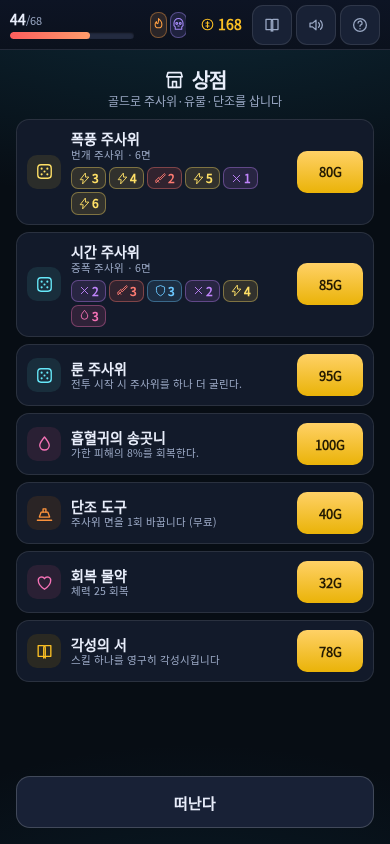 44/68
168
상점
골드로 주사위·유물·단조를 삽니다
폭풍 주사위
번개 주사위 · 6면
3 4 2 5 1
6
80G
시간 주사위
증폭 주사위 · 6면
2 3 3 2 4
3
85G
룬 주사위
전투 시작 시 주사위를 하나 더 굴린다.
95G
흡혈귀의 송곳니
가한 피해의 8%를 회복한다.
100G
단조 도구
주사위 면을 1회 바꿉니다 (무료)
40G
회복 물약
체력 25 회복
32G
각성의 서
스킬 하나를 영구히 각성시킵니다
78G
떠난다